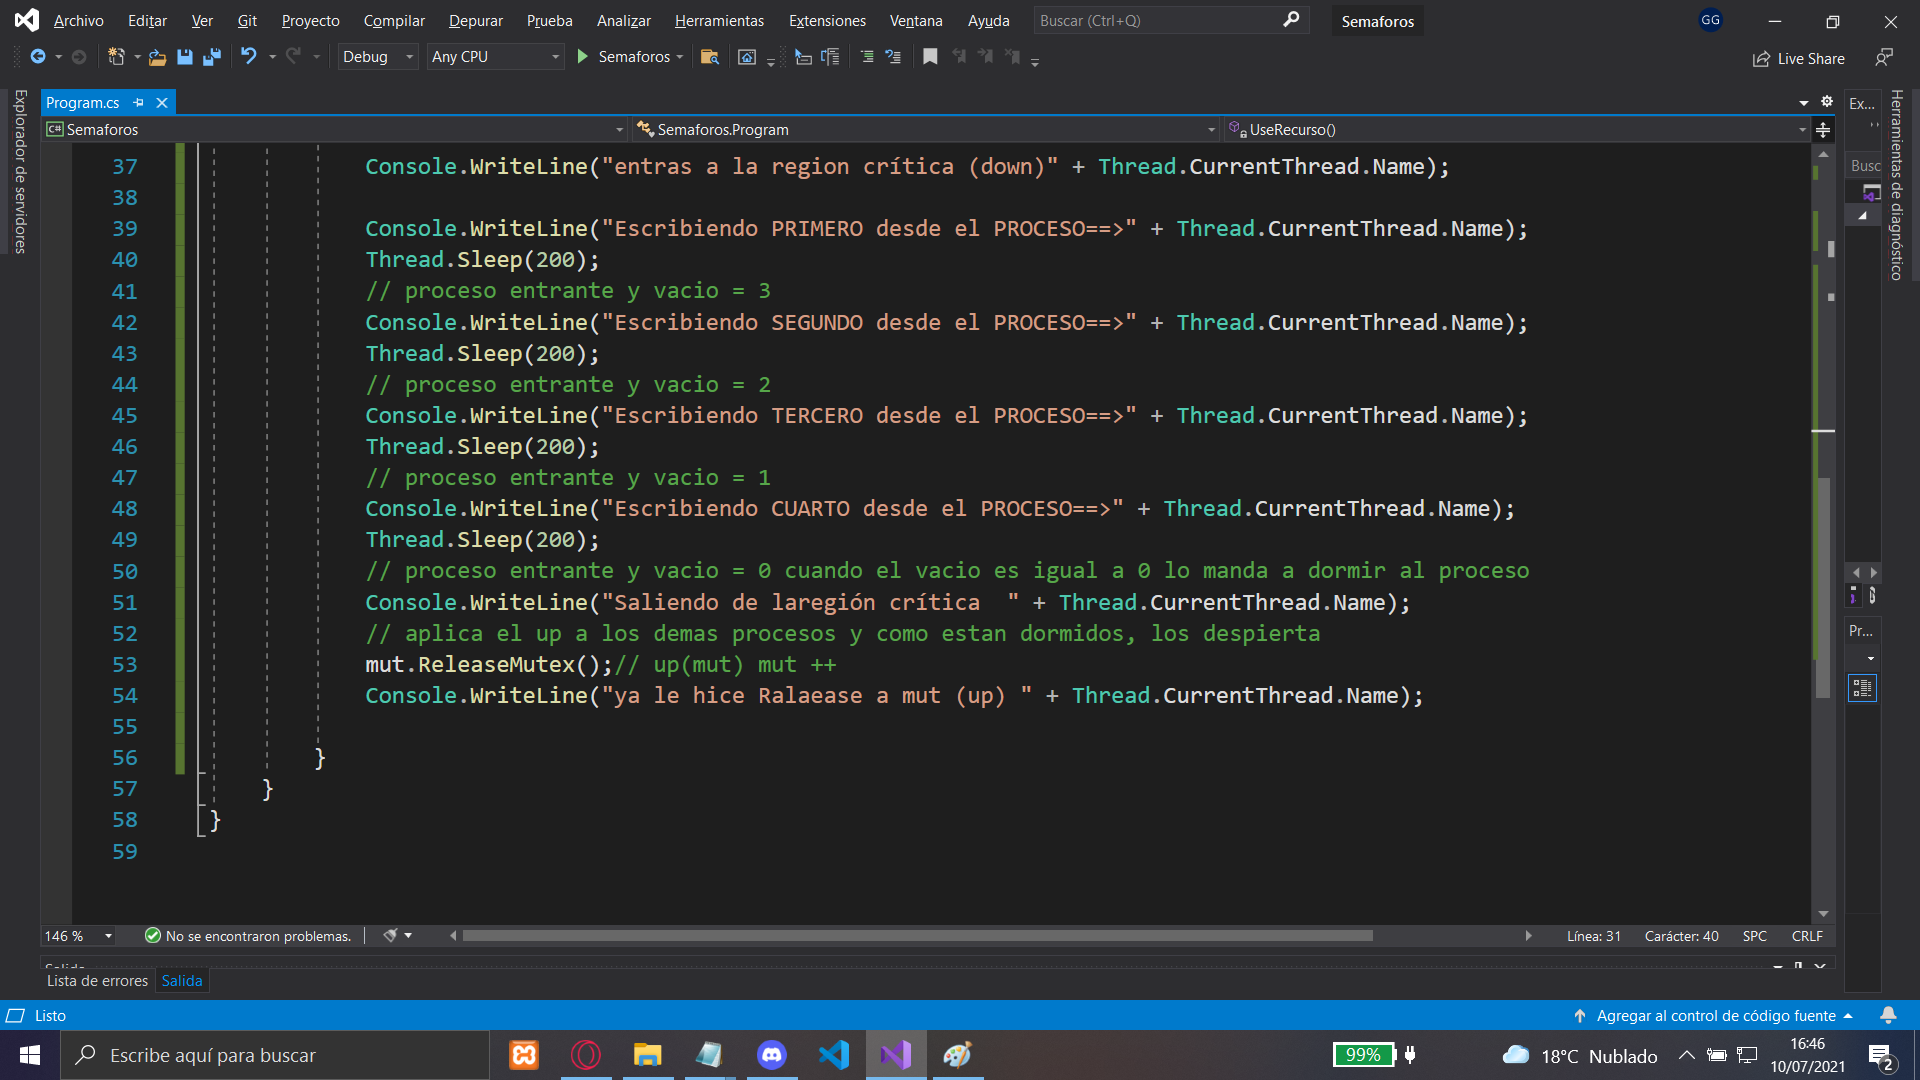 Archivo Editar Ver Git Proyecto Compilar Depurar Prueba Analizar Herramientas Extensiones Ventana Ayuda Buscar (Ctrl+Q) Semaforos GG
Debug Any CPU Semaforos Live Share
Explorador de servidores
Program.cs
C# Semaforos Semaforos.Program UseRecurso()
37 Console.WriteLine("entras a la region crítica (down)" + Thread.CurrentThread.Name);
38
39 Console.WriteLine("Escribiendo PRIMERO desde el PROCESO==>" + Thread.CurrentThread.Name);
40 Thread.Sleep(200);
41 // proceso entrante y vacio = 3
42 Console.WriteLine("Escribiendo SEGUNDO desde el PROCESO==>" + Thread.CurrentThread.Name);
43 Thread.Sleep(200);
44 // proceso entrante y vacio = 2
45 Console.WriteLine("Escribiendo TERCERO desde el PROCESO==>" + Thread.CurrentThread.Name);
46 Thread.Sleep(200);
47 // proceso entrante y vacio = 1
48 Console.WriteLine("Escribiendo CUARTO desde el PROCESO==>" + Thread.CurrentThread.Name);
49 Thread.Sleep(200);
50 // proceso entrante y vacio = 0 cuando el vacio es igual a 0 lo manda a dormir al proceso
51 Console.WriteLine("Saliendo de laregión crítica  " + Thread.CurrentThread.Name);
52 // aplica el up a los demas procesos y como estan dormidos, los despierta
53 mut.ReleaseMutex();// up(mut) mut ++
54 Console.WriteLine("ya le hice Ralaease a mut (up) " + Thread.CurrentThread.Name);
55
56 }
57 }
58 }
59
Ex...
Busc
Pr...
Herramientas de diagnóstico
146 % No se encontraron problemas. Línea: 31 Carácter: 40 SPC CRLF
Salida
Lista de errores Salida
Listo Agregar al control de código fuente
Escribe aquí para buscar 99% 18°C Nublado 16:46
10/07/2021 2